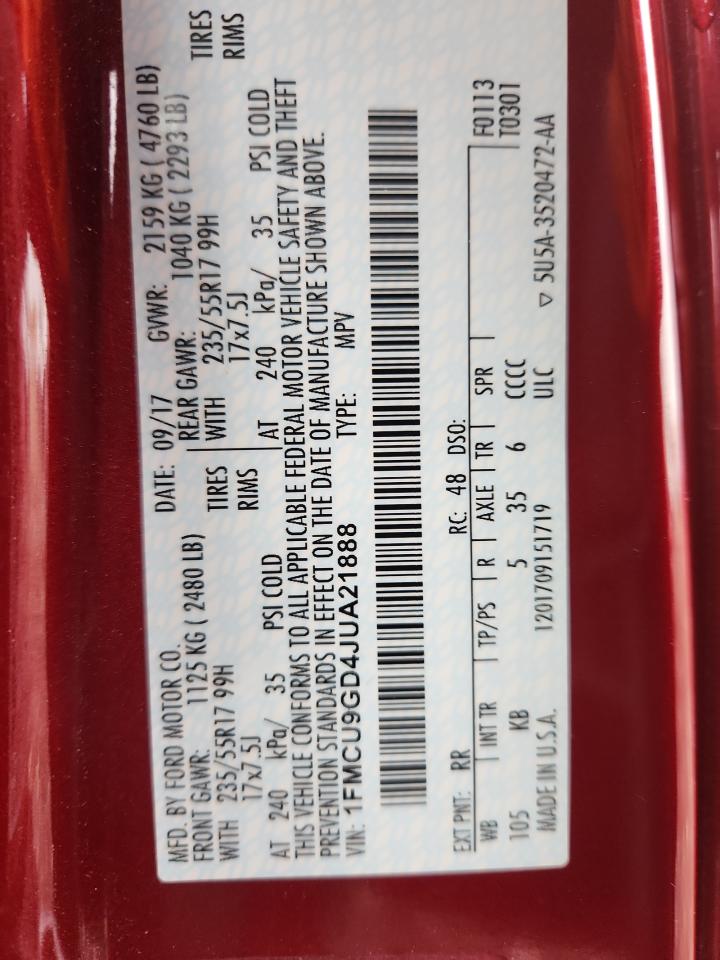 MFD. BY FORD MOTOR CO. DATE: 09/17 GVWR: 2159 KG ( 4760 LB)
FRONT GAWR: 1125 KG ( 2480 LB) REAR GAWR: 1040 KG ( 2293 LB)
WITH 235/55R17 99H TIRES WITH 235/55R17 99H TIRES
17x7.5J RIMS 17x7.5J RIMS
AT 240 kPa/ 35 PSI COLD AT 240 kPa/ 35 PSI COLD
THIS VEHICLE CONFORMS TO ALL APPLICABLE FEDERAL MOTOR VEHICLE SAFETY AND THEFT
PREVENTION STANDARDS IN EFFECT ON THE DATE OF MANUFACTURE SHOWN ABOVE.
VIN: 1FMCU9GD4JUA21888 TYPE: MPV
EXT PNT: RR RC: 48 DSO: F0113
WB INT TR TP/PS R AXLE TR SPR T0301
105 KB 5 35 6 CCCC
MADE IN U.S.A. 1201709151719 ULC ▽ 5U5A-3520472-AA